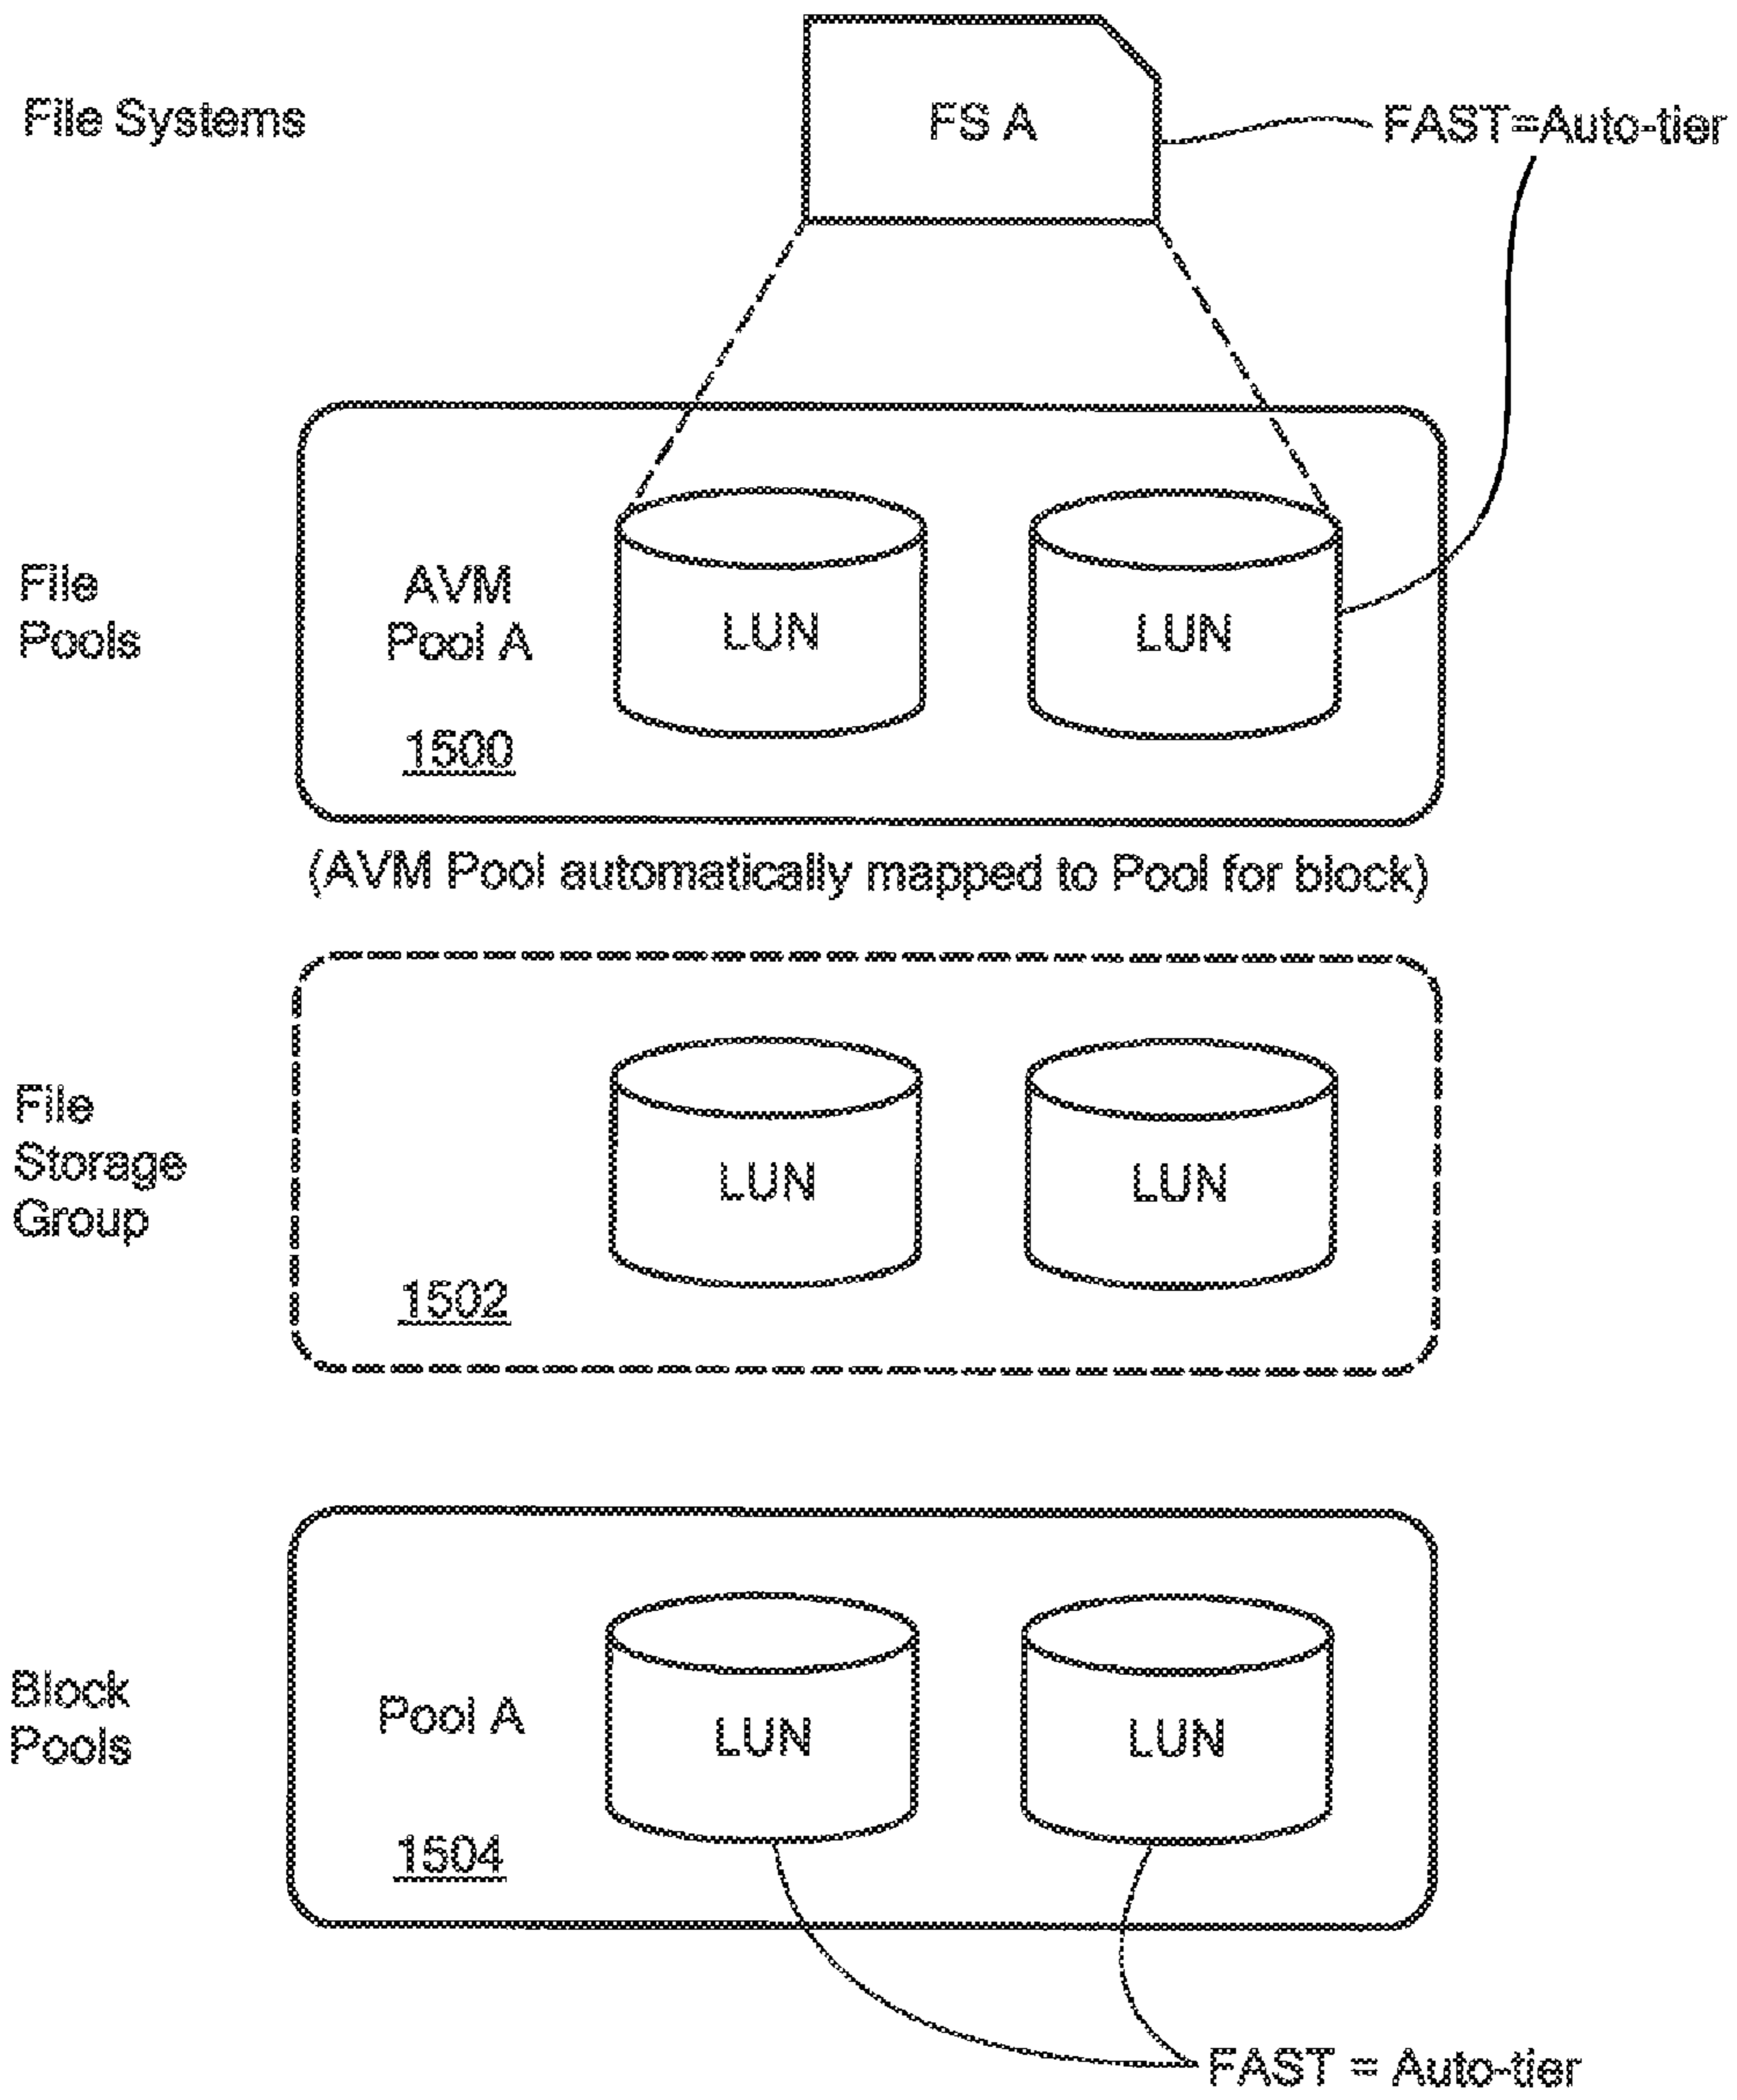 File Systems
FS A
FAST=Auto-tier
File
Pools
AVM
Pool A
LUN
LUN
1500
(AVM Pool automatically mapped to Pool for block)
File
Storage
Group
LUN
LUN
1502
Block
Pools
Pool A
LUN
LUN
1504
FAST = Auto-tier